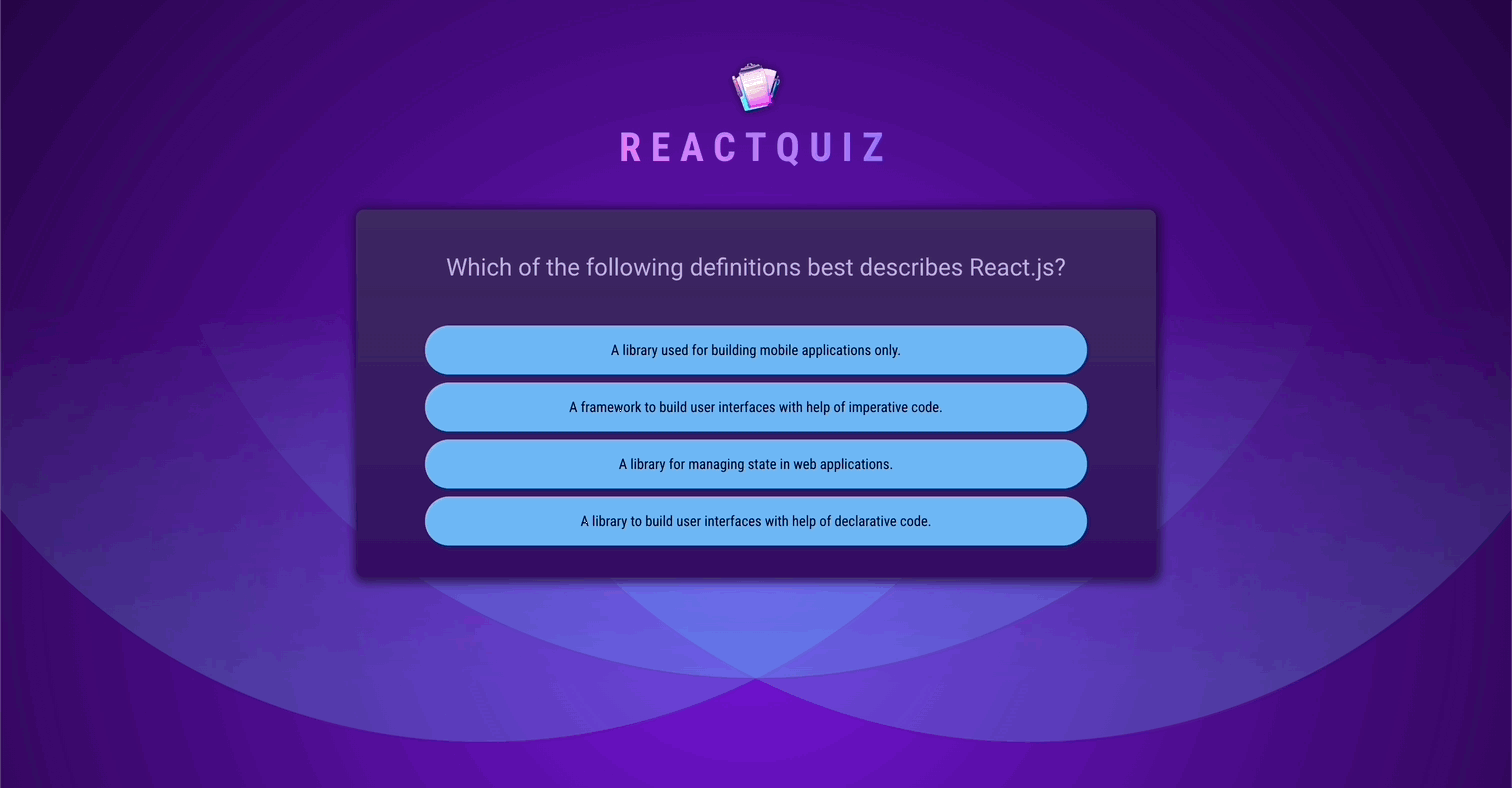 REACTQUIZ
Which of the following definitions best describes React.js?
A library used for building mobile applications only.
A framework to build user interfaces with help of imperative code.
A library for managing state in web applications.
A library to build user interfaces with help of declarative code.